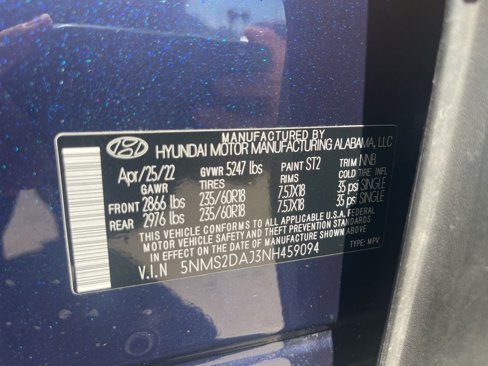 MANUFACTURED BY
HYUNDAI MOTOR MANUFACTURING ALABAMA, LLC
Apr/25/22 GVWR 5247 lbs PAINT ST2 TRIM NNB
GAWR TIRES RIMS COLD TIRE INFL
FRONT 2866 lbs 235/60R18 7.5JX18 35 psi SINGLE
REAR 2976 lbs 235/60R18 7.5JX18 35 psi SINGLE
THIS VEHICLE CONFORMS TO ALL APPLICABLE U.S.A. FEDERAL
MOTOR VEHICLE SAFETY AND THEFT PREVENTION STANDARDS
IN EFFECT ON THE DATE OF MANUFACTURE SHOWN ABOVE
V.I.N 5NMS2DAJ3NH459094 TYPE: MPV